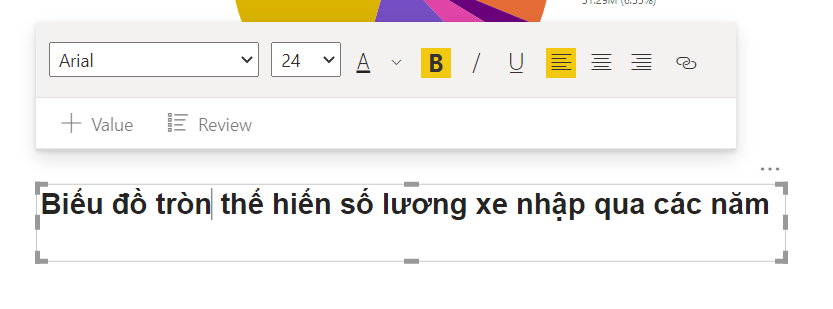 Arial
24
A
B
/
U
Value
Review
Biếu đồ tròn thế hiến số lương xe nhập qua các năm